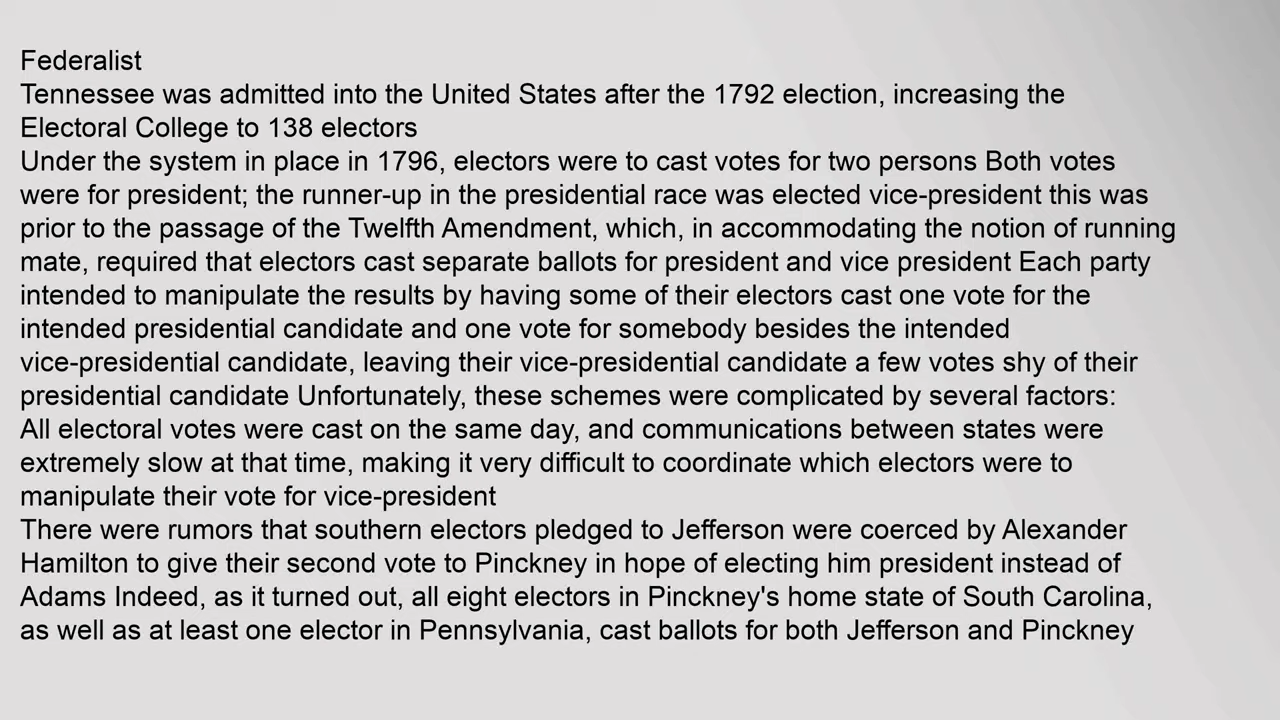 Federalist
Tennessee was admitted into the United States after the 1792 election, increasing the
Electoral College to 138 electors
Under the system in place in 1796, electors were to cast votes for two persons Both votes
were for president; the runner-up in the presidential race was elected vice-president this was
prior to the passage of the Twelfth Amendment, which, in accommodating the notion of running
mate, required that electors cast separate ballots for president and vice president Each party
intended to manipulate the results by having some of their electors cast one vote for the
intended presidential candidate and one vote for somebody besides the intended
vice-presidential candidate, leaving their vice-presidential candidate a few votes shy of their
presidential candidate Unfortunately, these schemes were complicated by several factors:
All electoral votes were cast on the same day, and communications between states were
extremely slow at that time, making it very difficult to coordinate which electors were to
manipulate their vote for vice-president
There were rumors that southern electors pledged to Jefferson were coerced by Alexander
Hamilton to give their second vote to Pinckney in hope of electing him president instead of
Adams Indeed, as it turned out, all eight electors in Pinckney's home state of South Carolina,
as well as at least one elector in Pennsylvania, cast ballots for both Jefferson and Pinckney